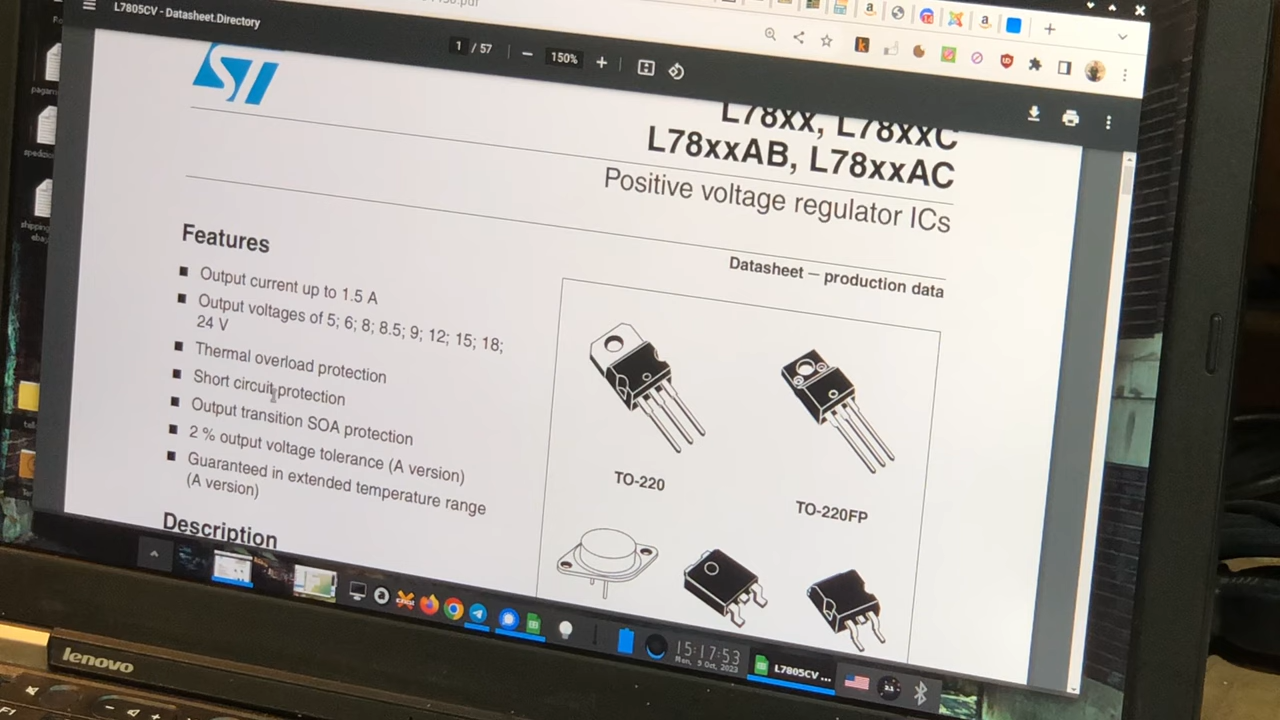 L7805CV - Datasheet.Directory
1 / 57
150%
ST
L78xx, L78xxC
L78xxAB, L78xxAC
Positive voltage regulator ICs
Features
Datasheet — production data
Output current up to 1.5 A
Output voltages of 5; 6; 8; 8.5; 9; 12; 15; 18;
24 V
Thermal overload protection
Short circuit protection
Output transition SOA protection
2 % output voltage tolerance (A version)
Guaranteed in extended temperature range
(A version)
TO-220
TO-220FP
Description
15:17:53
L7805CV ...
lenovo
F1